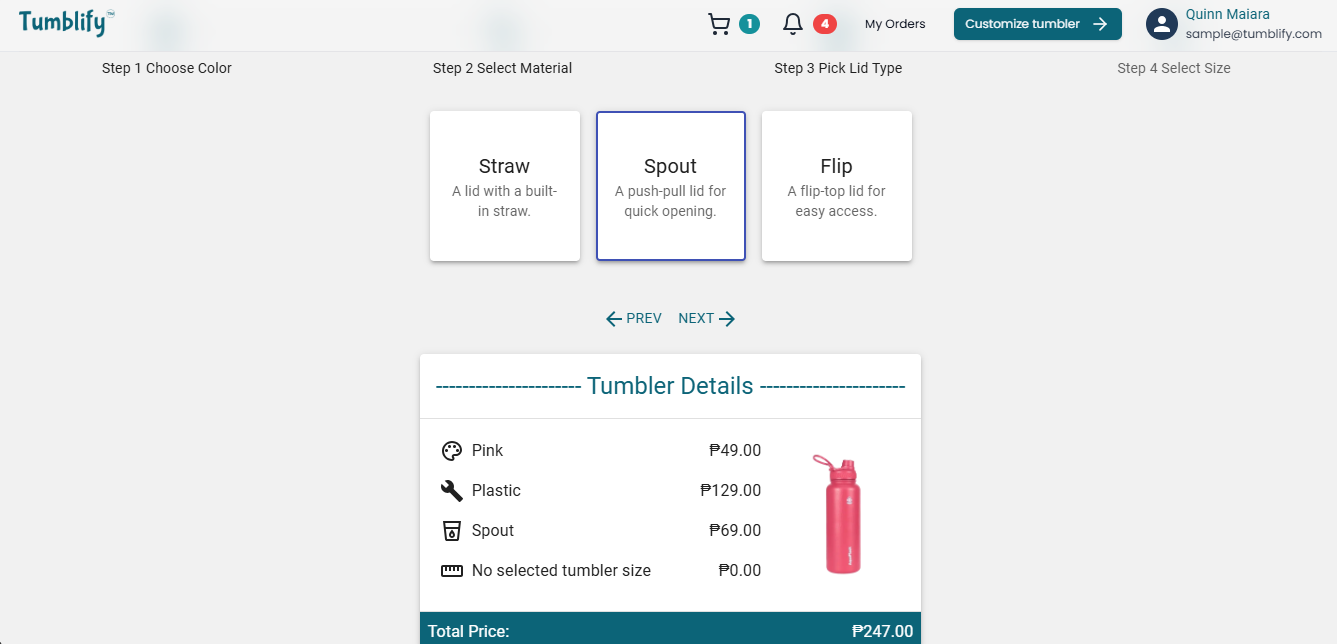 Tumblify™
1
4
My Orders
Customize tumbler
Quinn Maiara
sample@tumblify.com
Step 1 Choose Color
Step 2 Select Material
Step 3 Pick Lid Type
Step 4 Select Size
Straw
A lid with a built-
in straw.
Spout
A push-pull lid for
quick opening.
Flip
A flip-top lid for
easy access.
PREV
NEXT
---------------------- Tumbler Details ----------------------
Pink ₱49.00
Plastic ₱129.00
Spout ₱69.00
No selected tumbler size ₱0.00
Total Price: ₱247.00